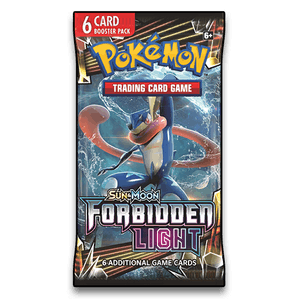 6 CARD
BOOSTER PACK
6+
POKÉMON
TRADING CARD GAME
SUN & MOON
FORBIDDEN
LIGHT
6 ADDITIONAL GAME CARDS